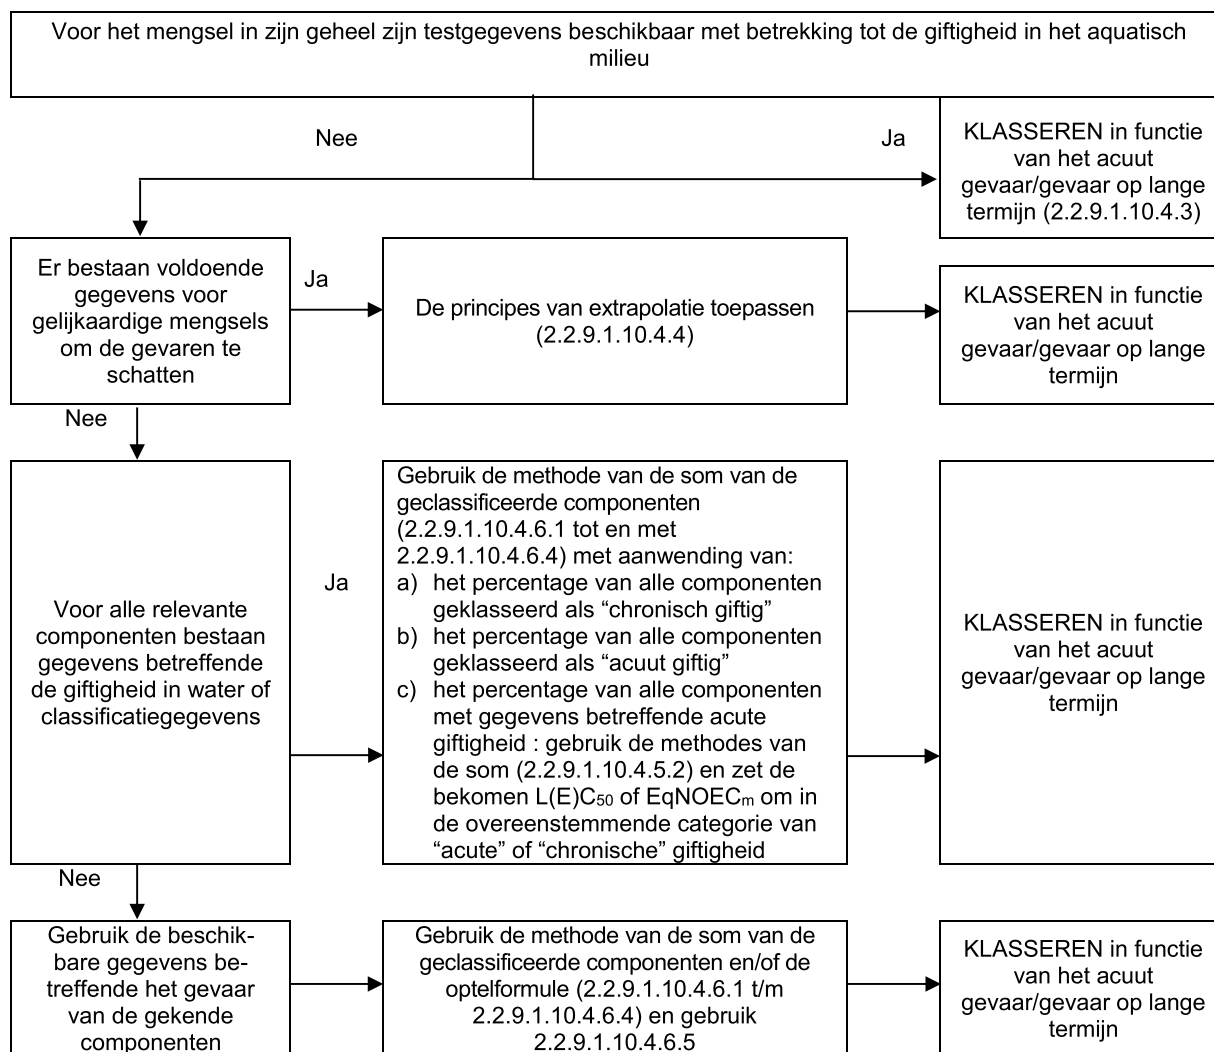 Voor het mengsel in zijn geheel zijn testgegevens beschikbaar met betrekking tot de giftigheid in het aquatisch
milieu
Nee
Ja
KLASSEREN in functie
van het acuut
gevaar/gevaar op lange
termijn (2.2.9.1.10.4.3)
Er bestaan voldoende
gegevens voor
gelijkaardige mengsels
om de gevaren te
schatten
Ja
De principes van extrapolatie toepassen
(2.2.9.1.10.4.4)
KLASSEREN in functie
van het acuut
gevaar/gevaar op lange
termijn
Nee
Voor alle relevante
componenten bestaan
gegevens betreffende
de giftigheid in water of
classificatiegegevens
Ja
Gebruik de methode van de som van de
geclassificeerde componenten
(2.2.9.1.10.4.6.1 tot en met
2.2.9.1.10.4.6.4) met aanwending van:
a) het percentage van alle componenten
geklasseerd als “chronisch giftig”
b) het percentage van alle componenten
geklasseerd als “acuut giftig”
c) het percentage van alle componenten
met gegevens betreffende acute
giftigheid : gebruik de methodes van
de som (2.2.9.1.10.4.5.2) en zet de
bekomen L(E)C₅₀ of EqNOECₘ om in
de overeenstemmende categorie van
“acute” of “chronische” giftigheid
KLASSEREN in functie
van het acuut
gevaar/gevaar op lange
termijn
Nee
Gebruik de beschik-
bare gegevens be-
treffende het gevaar
van de gekende
componenten
Gebruik de methode van de som van de
geclassificeerde componenten en/of de
optelformule (2.2.9.1.10.4.6.1 t/m
2.2.9.1.10.4.6.4) en gebruik
2.2.9.1.10.4.6.5
KLASSEREN in functie
van het acuut
gevaar/gevaar op lange
termijn